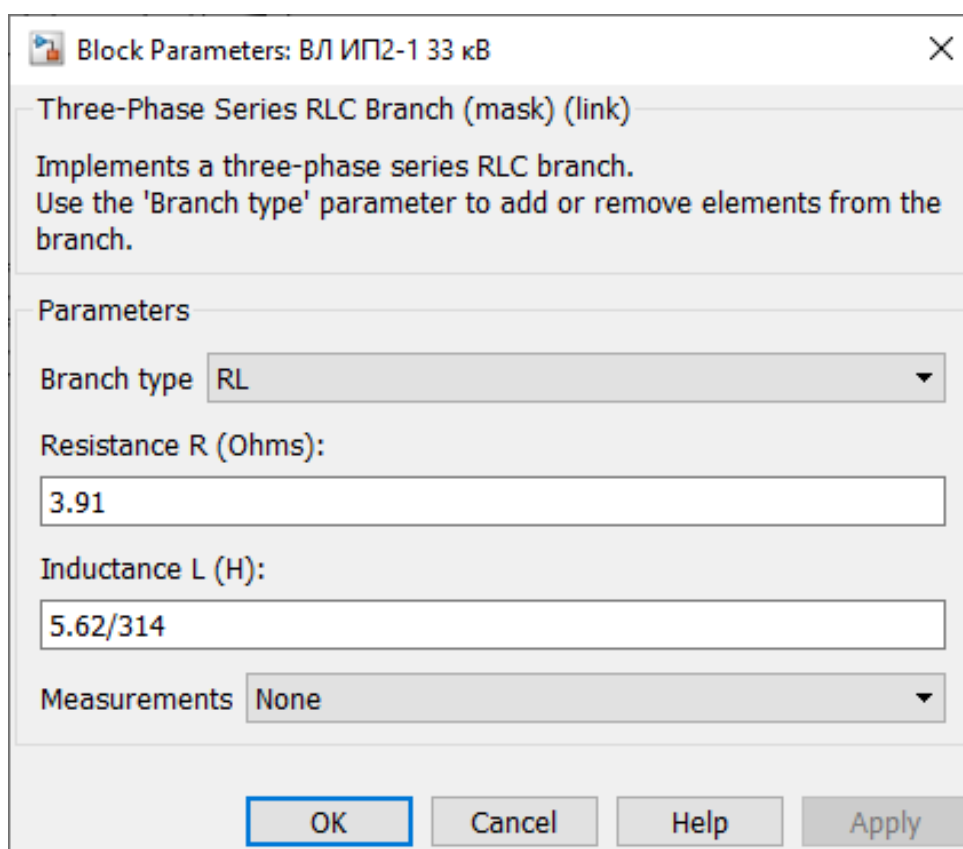 Block Parameters: ВЛ ИП2-1 33 кВ
Three-Phase Series RLC Branch (mask) (link)
Implements a three-phase series RLC branch.
Use the 'Branch type' parameter to add or remove elements from the
branch.
Parameters
Branch type RL
Resistance R (Ohms):
3.91
Inductance L (H):
5.62/314
Measurements None
OK Cancel Help Apply